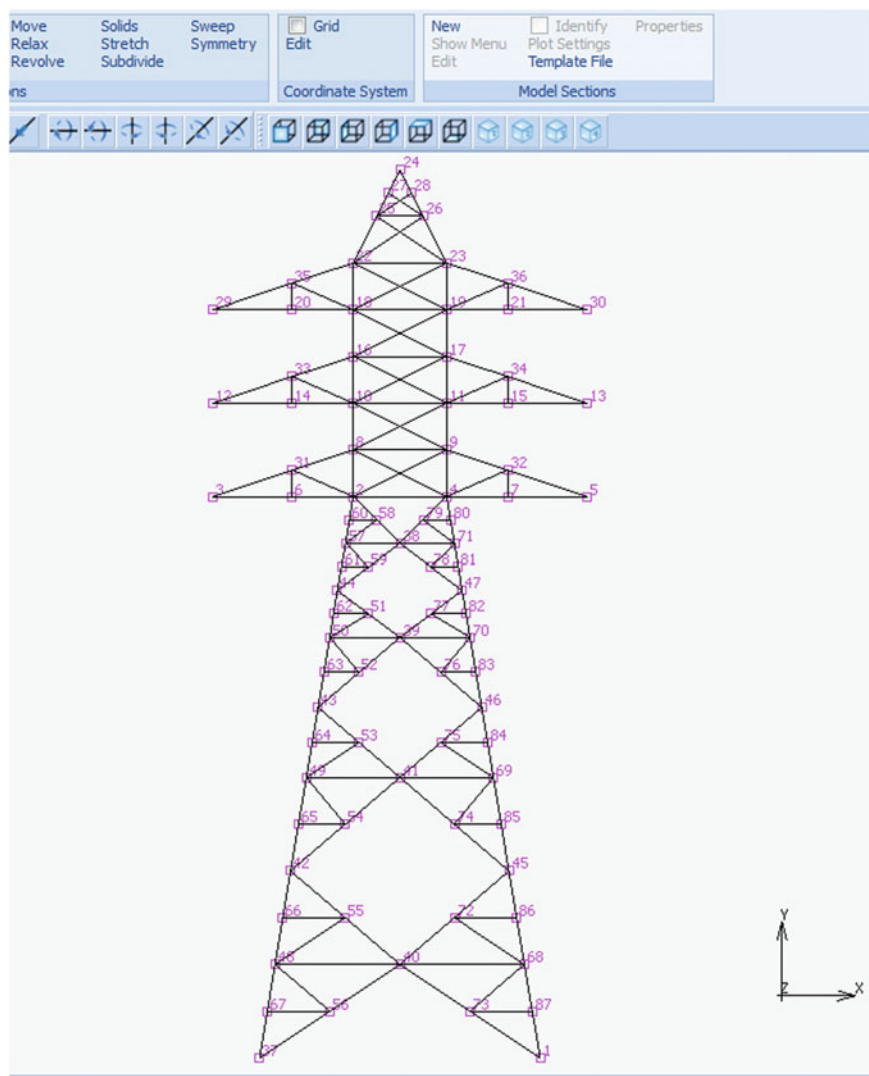 Move Solids Sweep
Relax Stretch Symmetry
Revolve Subdivide
ns
Grid
Edit
Coordinate System
New Identify Properties
Show Menu Plot Settings
Edit Template File
Model Sections
24
27 28
25 26
22 23
35 36
29 20 18 19 21 30
16 17
33 34
12 14 10 11 15 13
8 9
31 32
3 6 2 4 7 5
60 58 79 80
57 38 71
61 59 78 81
44 47
62 51 77 82
50 39 70
63 52 76 83
43 46
64 53 75 84
49 41 69
65 54 74 85
42 45
66 55 72 86
48 40 68
67 56 73 87
37 1
Y
Z X